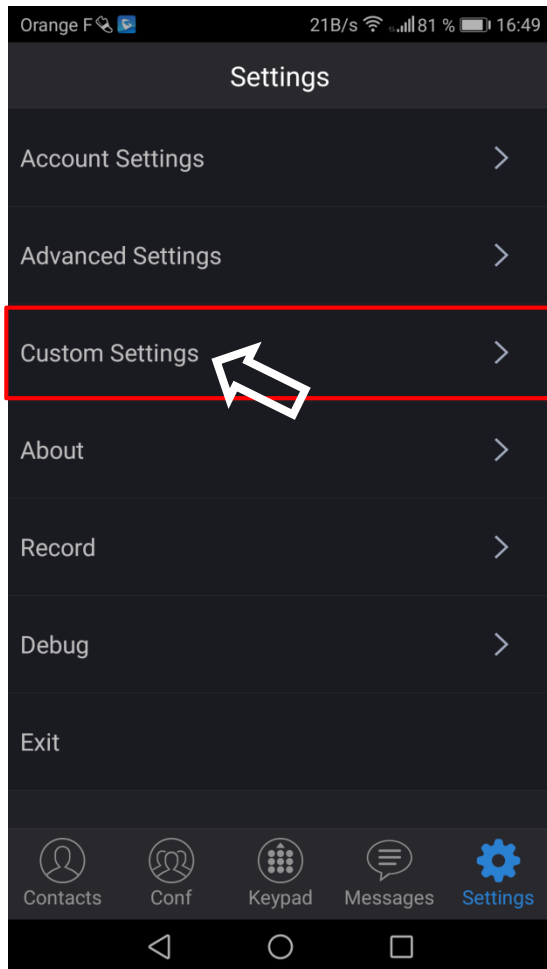 Orange F 21B/s 81 % 16:49
Settings
Account Settings
Advanced Settings
Custom Settings
About
Record
Debug
Exit
Contacts Conf Keypad Messages Settings